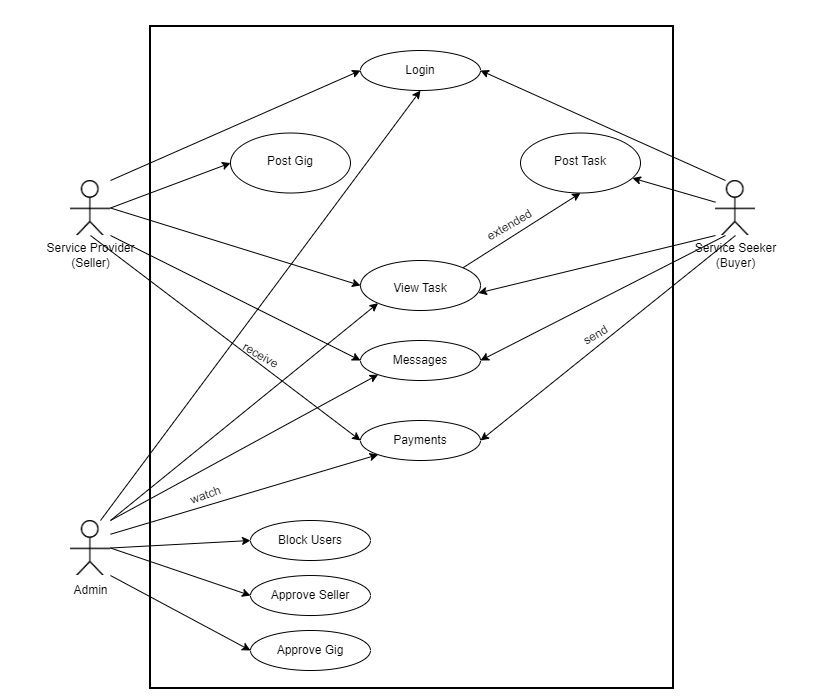 Login
Post Gig
Post Task
extended
Service Provider
(Seller)
Service Seeker
(Buyer)
View Task
send
receive
Messages
Payments
watch
Block Users
Admin
Approve Seller
Approve Gig